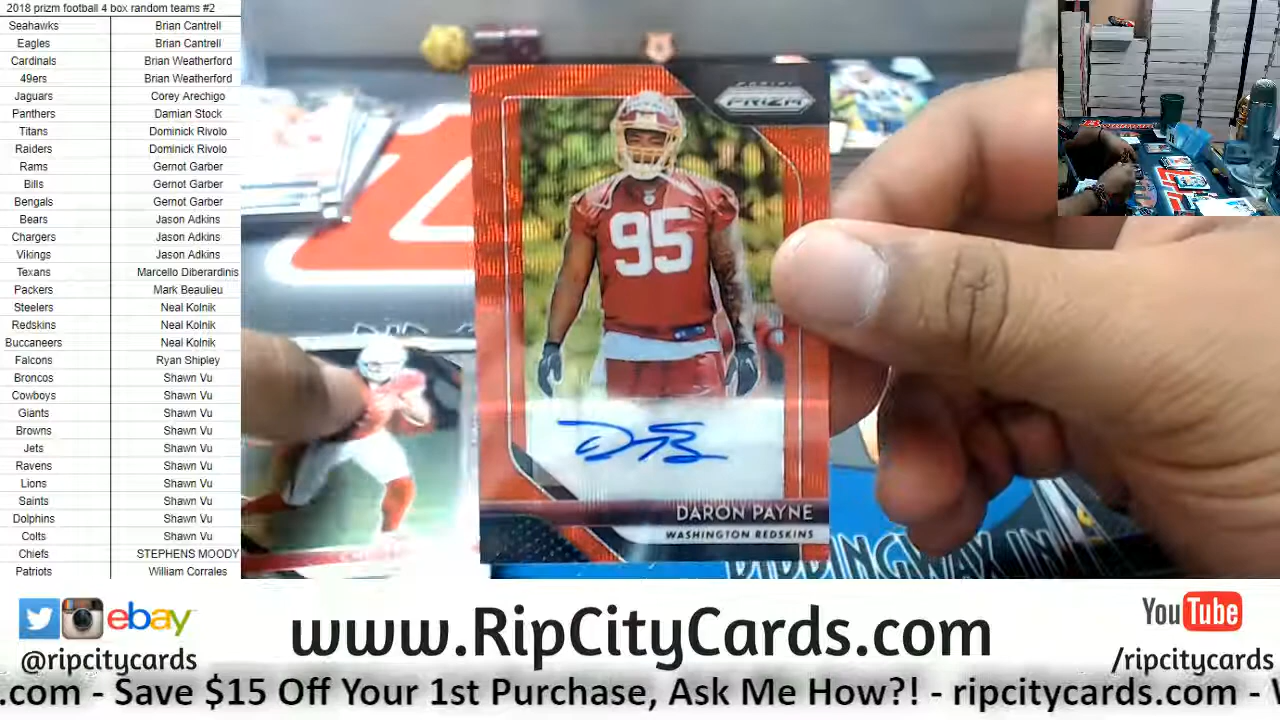 2018 prizm football 4 box random teams #2
Seahawks Brian Cantrell
Eagles Brian Cantrell
Cardinals Brian Weatherford
49ers Brian Weatherford
Jaguars Corey Arechigo
Panthers Damian Stock
Titans Dominick Rivolo
Raiders Dominick Rivolo
Rams Gernot Garber
Bills Gernot Garber
Bengals Gernot Garber
Bears Jason Adkins
Chargers Jason Adkins
Vikings Jason Adkins
Texans Marcello Diberardinis
Packers Mark Beaulieu
Steelers Neal Kolnik
Redskins Neal Kolnik
Buccaneers Neal Kolnik
Falcons Ryan Shipley
Broncos Shawn Vu
Cowboys Shawn Vu
Giants Shawn Vu
Browns Shawn Vu
Jets Shawn Vu
Ravens Shawn Vu
Lions Shawn Vu
Saints Shawn Vu
Dolphins Shawn Vu
Colts Shawn Vu
Chiefs STEPHENS MOODY
Patriots William Corrales
PANINI
PRIZM
95
DARON PAYNE
WASHINGTON REDSKINS
ebay
@ripcitycards
www.RipCityCards.com
YouTube
/ripcitycards
.com - Save $15 Off Your 1st Purchase, Ask Me How?! - ripcitycards.com -